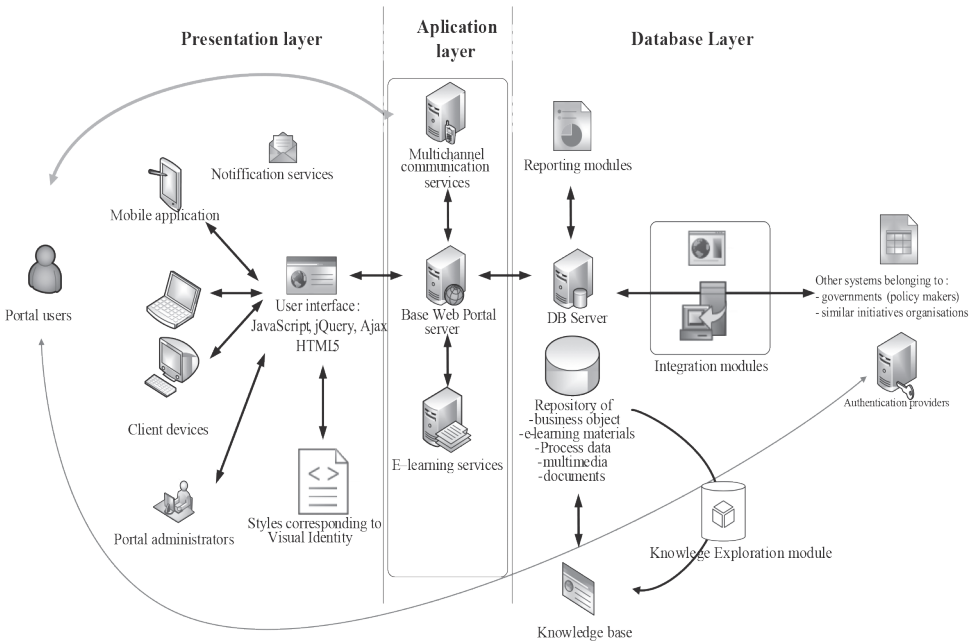 Presentation layer
Aplication
layer
Database Layer
Notiffication services
Mobile application
Portal users
User interface:
JavaScript, jQuery, Ajax
HTML5
Client devices
Portal administrators
Styles corresponding to
Visual Identity
Multichannel
communication
services
Base Web Portal
server
E-learning services
Reporting modules
DB Server
Repository of
-business object
-e-learning materials
-Process data
-multimedia
-documents
Knowledge base
Integration modules
Knowlege Exploration module
Other systems belonging to :
- governments (policy makers)
- similar initiatives organisations
Authentication providers